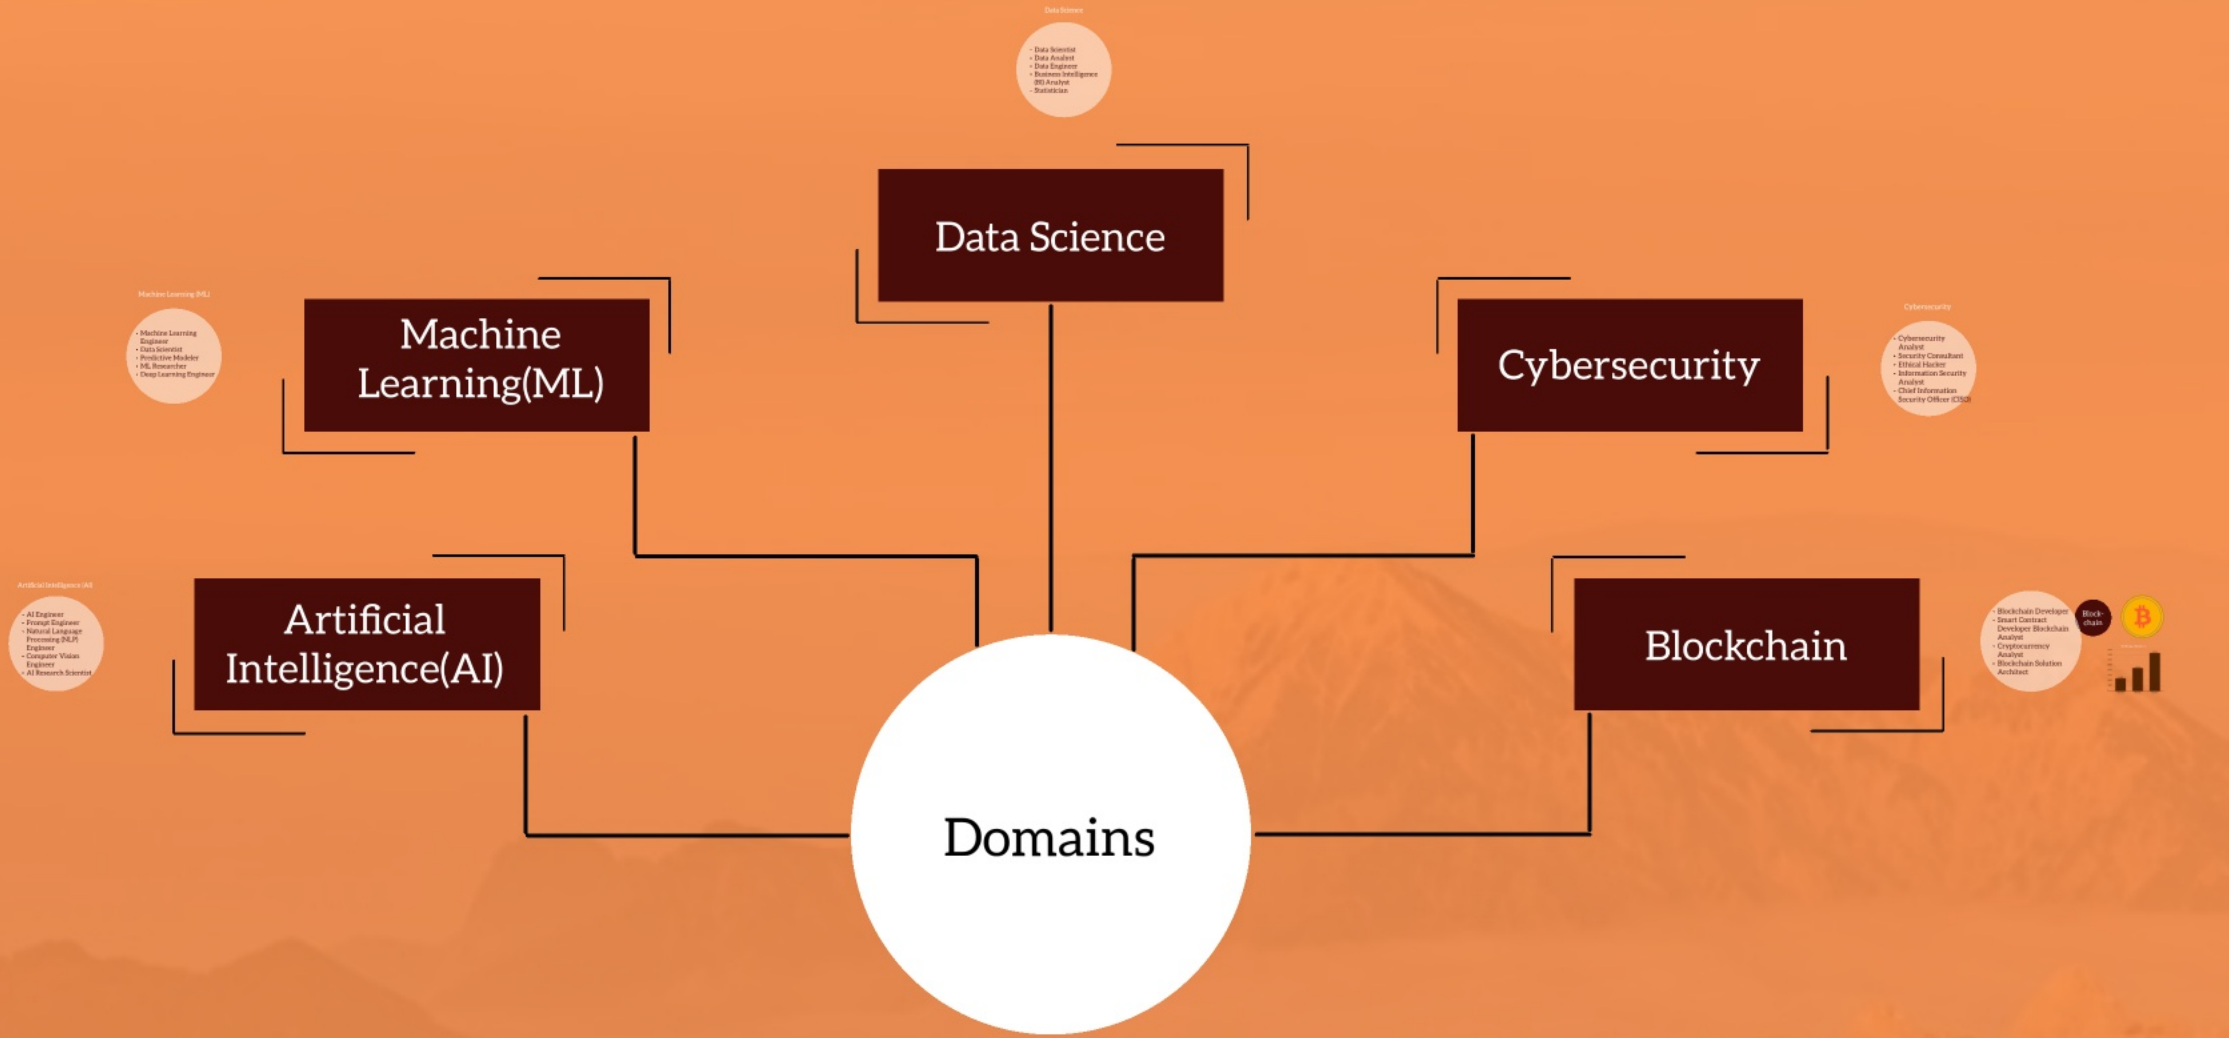 Data Science
- Data Scientist
- Data Analyst
- Data Engineer
- Business Intelligence
(BI) Analyst
- Statistician
Data Science
Machine Learning (ML)
- Machine Learning
Engineer
- Data Scientist
- Predictive Modeler
- ML Researcher
- Deep Learning Engineer
Machine
Learning(ML)
Cybersecurity
Cybersecurity
- Cybersecurity
Analyst
- Security Consultant
- Ethical Hacker
- Information Security
Analyst
- Chief Information
Security Officer (CISO)
Artificial Intelligence (AI)
- AI Engineer
- Prompt Engineer
- Natural Language
Processing (NLP)
Engineer
- Computer Vision
Engineer
- AI Research Scientist
Artificial
Intelligence(AI)
Blockchain
- Blockchain Developer
- Smart Contract
Developer Blockchain
Analyst
- Cryptocurrency
Analyst
- Blockchain Solution
Architect
Block-
chain
Domains